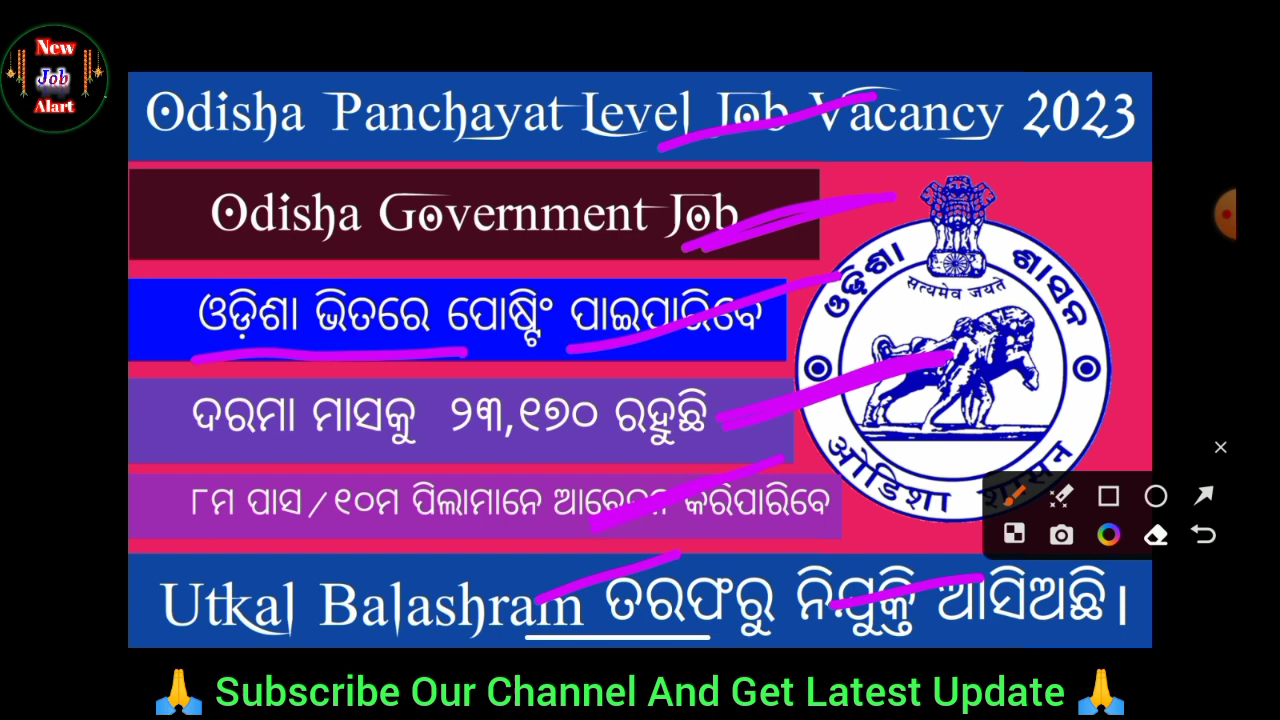 New
Job
Alart
Odisha Panchayat Level Job Vacancy 2023
Odisha Government Job
ଓଡ଼ିଶା ଭିତରେ ପୋଷ୍ଟିଂ ପାଇପାରିବେ
ଦରମା ମାସକୁ ୨୩,୧୭୦ ରହୁଛି
୮ମ ପାସ/୧୦ମ ପିଲାମାନେ ଆବେଦନ କରିପାରିବେ
Utkal Balashram ତରଫରୁ ନିଯୁକ୍ତି ଆସିଅଛି।
ଓଡ଼ିଶା ଶାସନ
सत्यमेव जयते
ओडिशा शासन
🙏 Subscribe Our Channel And Get Latest Update 🙏